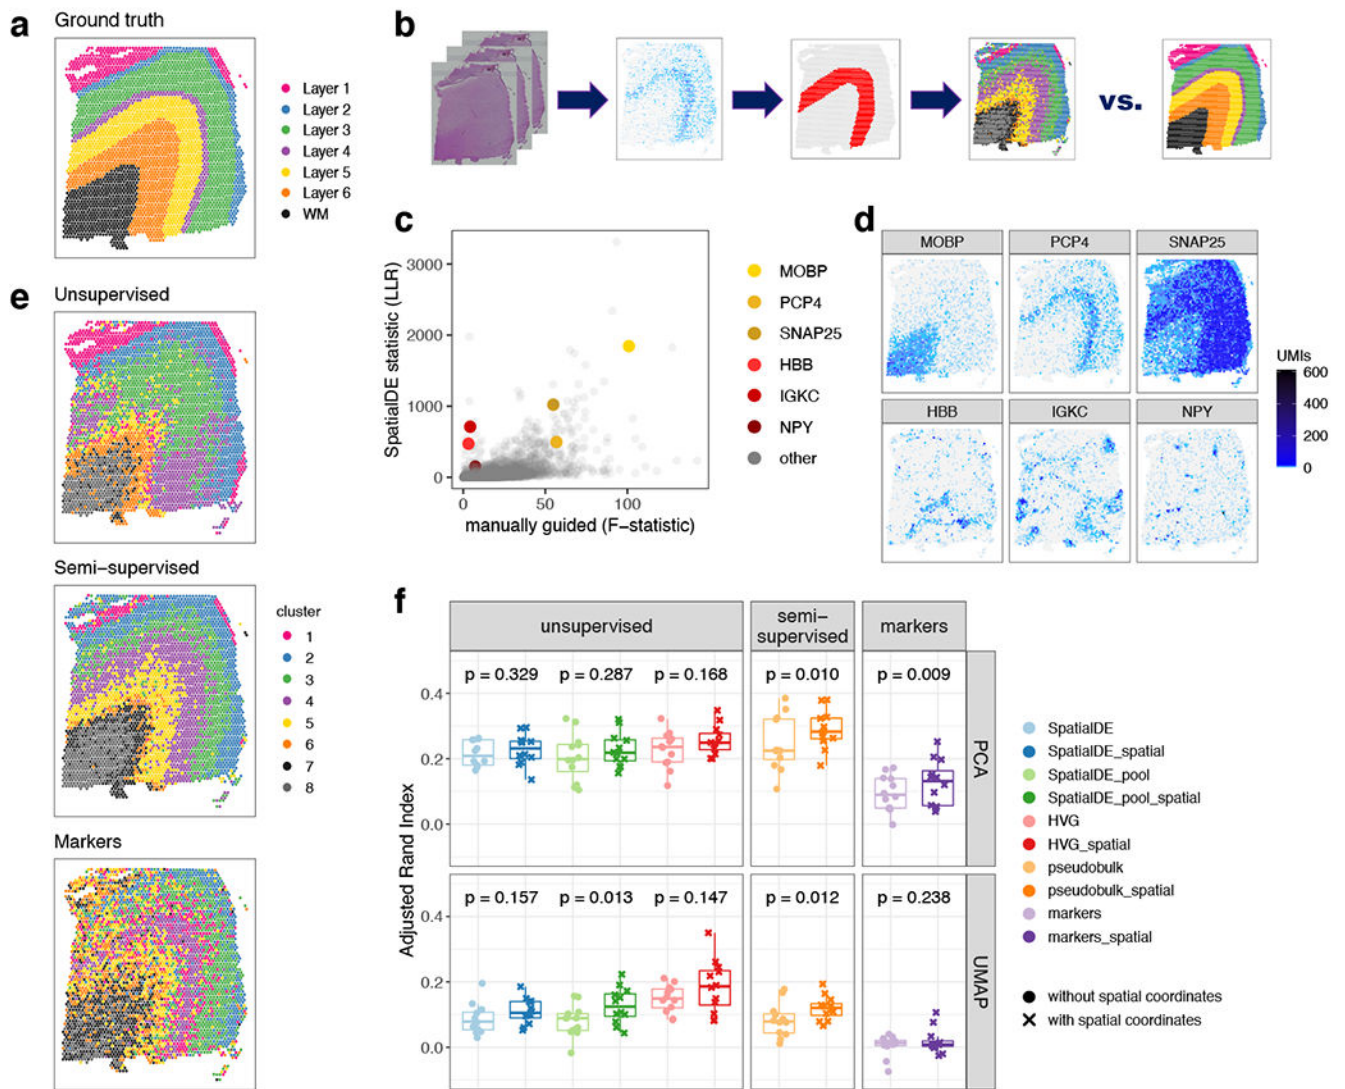 a
Ground truth
Layer 1
Layer 2
Layer 3
Layer 4
Layer 5
Layer 6
WM
b
vs.
c
SpatialDE statistic (LLR)
3000
2000
1000
0
0
50
100
manually guided (F−statistic)
MOBP
PCP4
SNAP25
HBB
IGKC
NPY
other
d
MOBP
PCP4
SNAP25
HBB
IGKC
NPY
UMIs
600
400
200
0
e
Unsupervised
Semi−supervised
cluster
1
2
3
4
5
6
7
8
Markers
f
unsupervised
semi−
supervised
markers
p = 0.329
p = 0.287
p = 0.168
p = 0.010
p = 0.009
0.4
0.2
0.0
PCA
Adjusted Rand Index
p = 0.157
p = 0.013
p = 0.147
p = 0.012
p = 0.238
0.4
0.2
0.0
UMAP
SpatialDE
SpatialDE_spatial
SpatialDE_pool
SpatialDE_pool_spatial
HVG
HVG_spatial
pseudobulk
pseudobulk_spatial
markers
markers_spatial
without spatial coordinates
with spatial coordinates